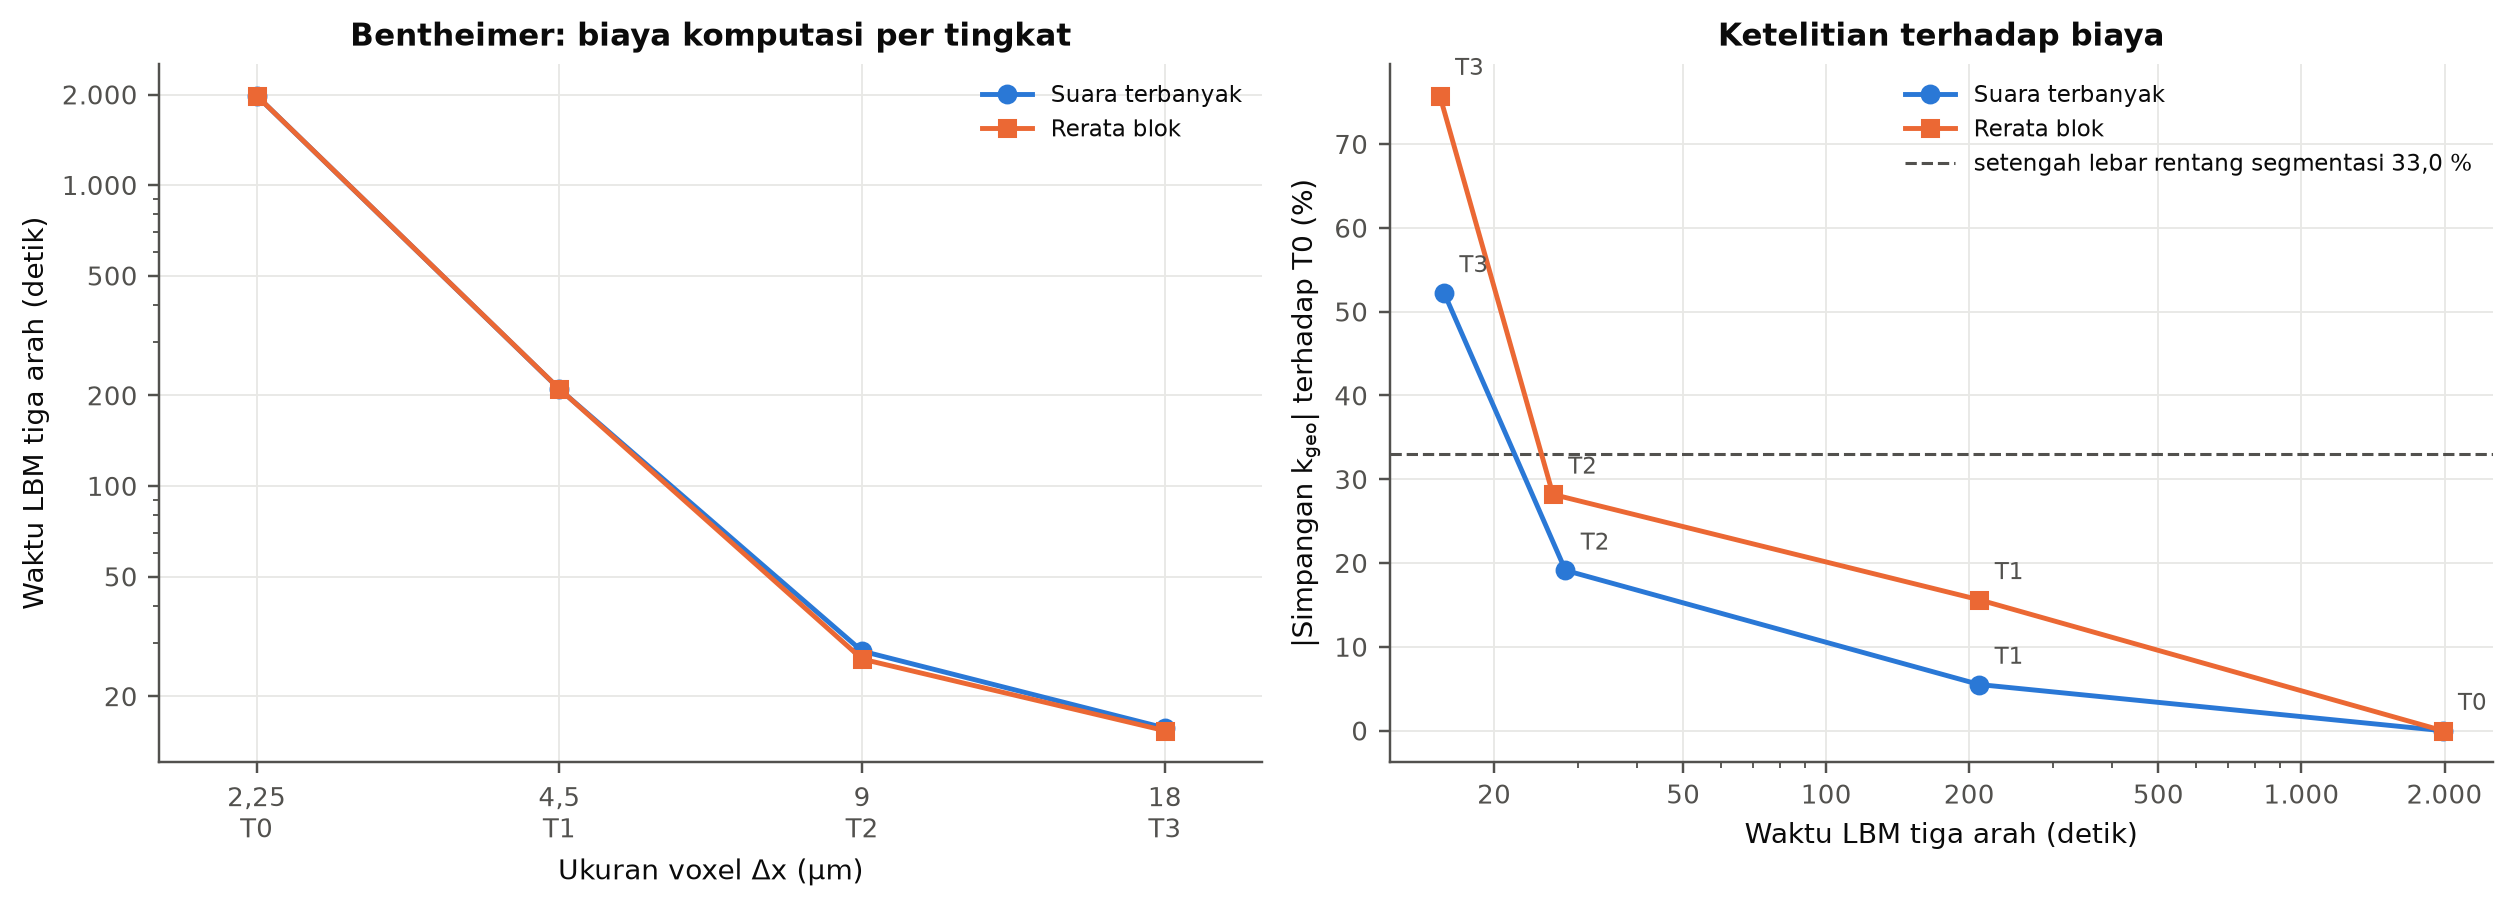 Bentheimer: biaya komputasi per tingkat
Waktu LBM tiga arah (detik)
2.000
1.000
500
200
100
50
20
Suara terbanyak
Rerata blok
2,25
T0
4,5
T1
9
T2
18
T3
Ukuran voxel Δx (µm)
Ketelitian terhadap biaya
|Simpangan kgeo| terhadap T0 (%)
70
60
50
40
30
20
10
0
Suara terbanyak
Rerata blok
setengah lebar rentang segmentasi 33,0 %
T3
T3
T2
T2
T1
T1
T0
20
50
100
200
500
1.000
2.000
Waktu LBM tiga arah (detik)